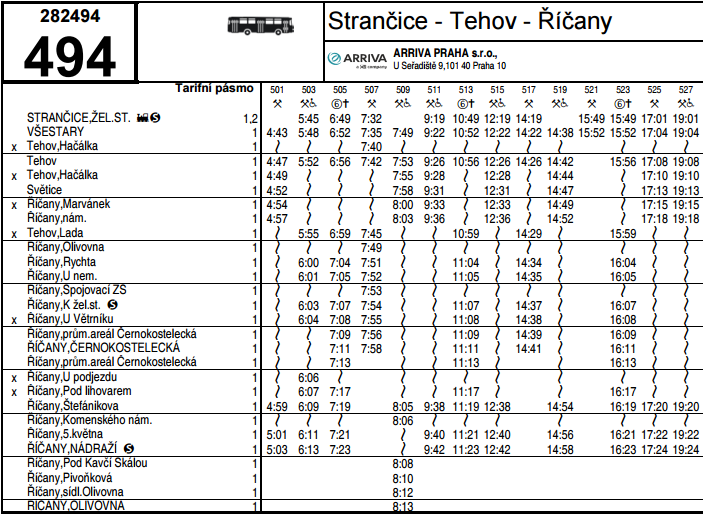 282494
494
Strančice - Tehov - Říčany
ARRIVA
a DB company
ARRIVA PRAHA s.r.o.,
U Seřadiště 9,101 40 Praha 10
Tarifní pásmo 501 503 505 507 509 511 513 515 517 519 521 523 525 527
⚒ ⚒♿ ⑥✝ ⚒ ⚒♿ ⚒♿ ⑥✝ ⚒♿ ⚒ ⚒♿ ⚒ ⑥✝ ⚒♿ ⚒♿
STRANČICE,ŽEL.ST. S 1,2 5:45 6:49 7:32 9:19 10:49 12:19 14:19 15:49 15:49 17:01 19:01
VŠESTARY 1 4:43 5:48 6:52 7:35 7:49 9:22 10:52 12:22 14:22 14:38 15:52 15:52 17:04 19:04
x Tehov,Hačálka 1 7:40
Tehov 1 4:47 5:52 6:56 7:42 7:53 9:26 10:56 12:26 14:26 14:42 15:56 17:08 19:08
x Tehov,Hačálka 1 4:49 7:55 9:28 12:28 14:44 17:10 19:10
Světice 1 4:52 7:58 9:31 12:31 14:47 17:13 19:13
x Říčany,Marvánek 1 4:54 8:00 9:33 12:33 14:49 17:15 19:15
Říčany,nám. 1 4:57 8:03 9:36 12:36 14:52 17:18 19:18
x Tehov,Lada 1 5:55 6:59 7:45 10:59 14:29 15:59
Říčany,Olivovna 1 7:49
Říčany,Rychta 1 6:00 7:04 7:51 11:04 14:34 16:04
Říčany,U nem. 1 6:01 7:05 7:52 11:05 14:35 16:05
Říčany,Spojovací ZŠ 1 7:53
Říčany,K žel.st. S 1 6:03 7:07 7:54 11:07 14:37 16:07
x Říčany,U Větrníku 1 6:04 7:08 7:55 11:08 14:38 16:08
Říčany,prům.areál Černokostelecká 1 7:09 7:56 11:09 14:39 16:09
ŘÍČANY,ČERNOKOSTELECKÁ 1 7:11 7:58 11:11 14:41 16:11
Říčany,prům.areál Černokostelecká 1 7:13 11:13 16:13
x Říčany,U podjezdu 1 6:06
x Říčany,Pod lihovarem 1 6:07 7:17 11:17 16:17
Říčany,Štefánikova 1 4:59 6:09 7:19 8:05 9:38 11:19 12:38 14:54 16:19 17:20 19:20
Říčany,Komenského nám. 1 8:06
Říčany,5.května 1 5:01 6:11 7:21 9:40 11:21 12:40 14:56 16:21 17:22 19:22
ŘÍČANY,NÁDRAŽÍ S 1 5:03 6:13 7:23 9:42 11:23 12:42 14:58 16:23 17:24 19:24
Říčany,Pod Kavčí Skálou 1 8:08
Říčany,Pivoňková 1 8:10
Říčany,sídl.Olivovna 1 8:12
ŘÍČANY,OLIVOVNA 1 8:13